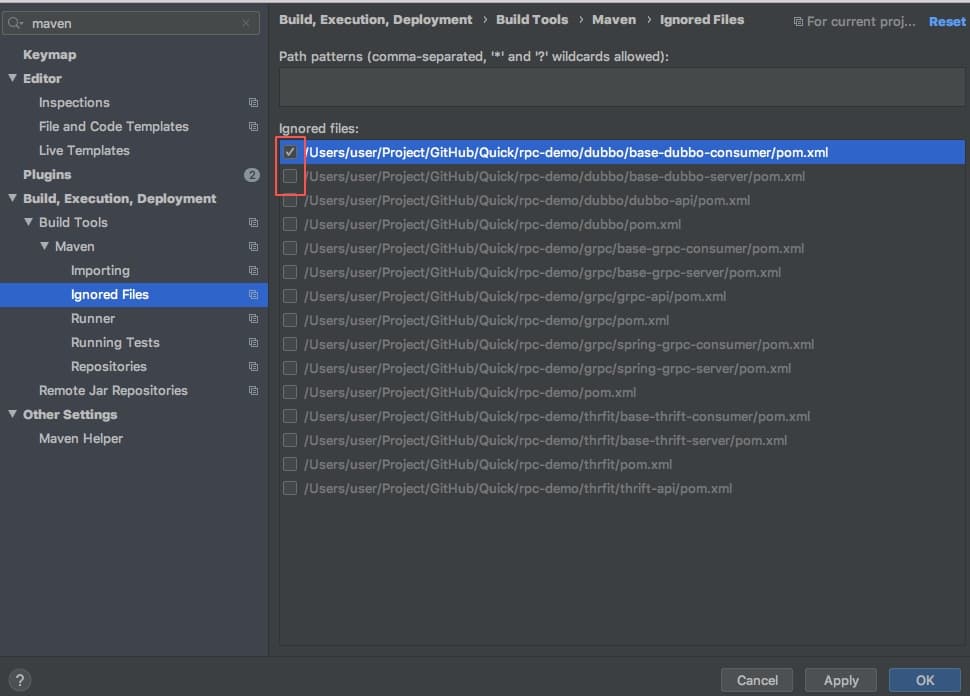 maven
Build, Execution, Deployment › Build Tools › Maven › Ignored Files
For current proj... Reset
Keymap
Editor
Inspections
File and Code Templates
Live Templates
Plugins 2
Build, Execution, Deployment
Build Tools
Maven
Importing
Ignored Files
Runner
Running Tests
Repositories
Remote Jar Repositories
Other Settings
Maven Helper
Path patterns (comma-separated, '*' and '?' wildcards allowed):
Ignored files:
/Users/user/Project/GitHub/Quick/rpc-demo/dubbo/base-dubbo-consumer/pom.xml
/Users/user/Project/GitHub/Quick/rpc-demo/dubbo/base-dubbo-server/pom.xml
/Users/user/Project/GitHub/Quick/rpc-demo/dubbo/dubbo-api/pom.xml
/Users/user/Project/GitHub/Quick/rpc-demo/dubbo/pom.xml
/Users/user/Project/GitHub/Quick/rpc-demo/grpc/base-grpc-consumer/pom.xml
/Users/user/Project/GitHub/Quick/rpc-demo/grpc/base-grpc-server/pom.xml
/Users/user/Project/GitHub/Quick/rpc-demo/grpc/grpc-api/pom.xml
/Users/user/Project/GitHub/Quick/rpc-demo/grpc/pom.xml
/Users/user/Project/GitHub/Quick/rpc-demo/grpc/spring-grpc-consumer/pom.xml
/Users/user/Project/GitHub/Quick/rpc-demo/grpc/spring-grpc-server/pom.xml
/Users/user/Project/GitHub/Quick/rpc-demo/pom.xml
/Users/user/Project/GitHub/Quick/rpc-demo/thrfit/base-thrift-consumer/pom.xml
/Users/user/Project/GitHub/Quick/rpc-demo/thrfit/base-thrift-server/pom.xml
/Users/user/Project/GitHub/Quick/rpc-demo/thrfit/pom.xml
/Users/user/Project/GitHub/Quick/rpc-demo/thrfit/thrift-api/pom.xml
?
Cancel Apply OK